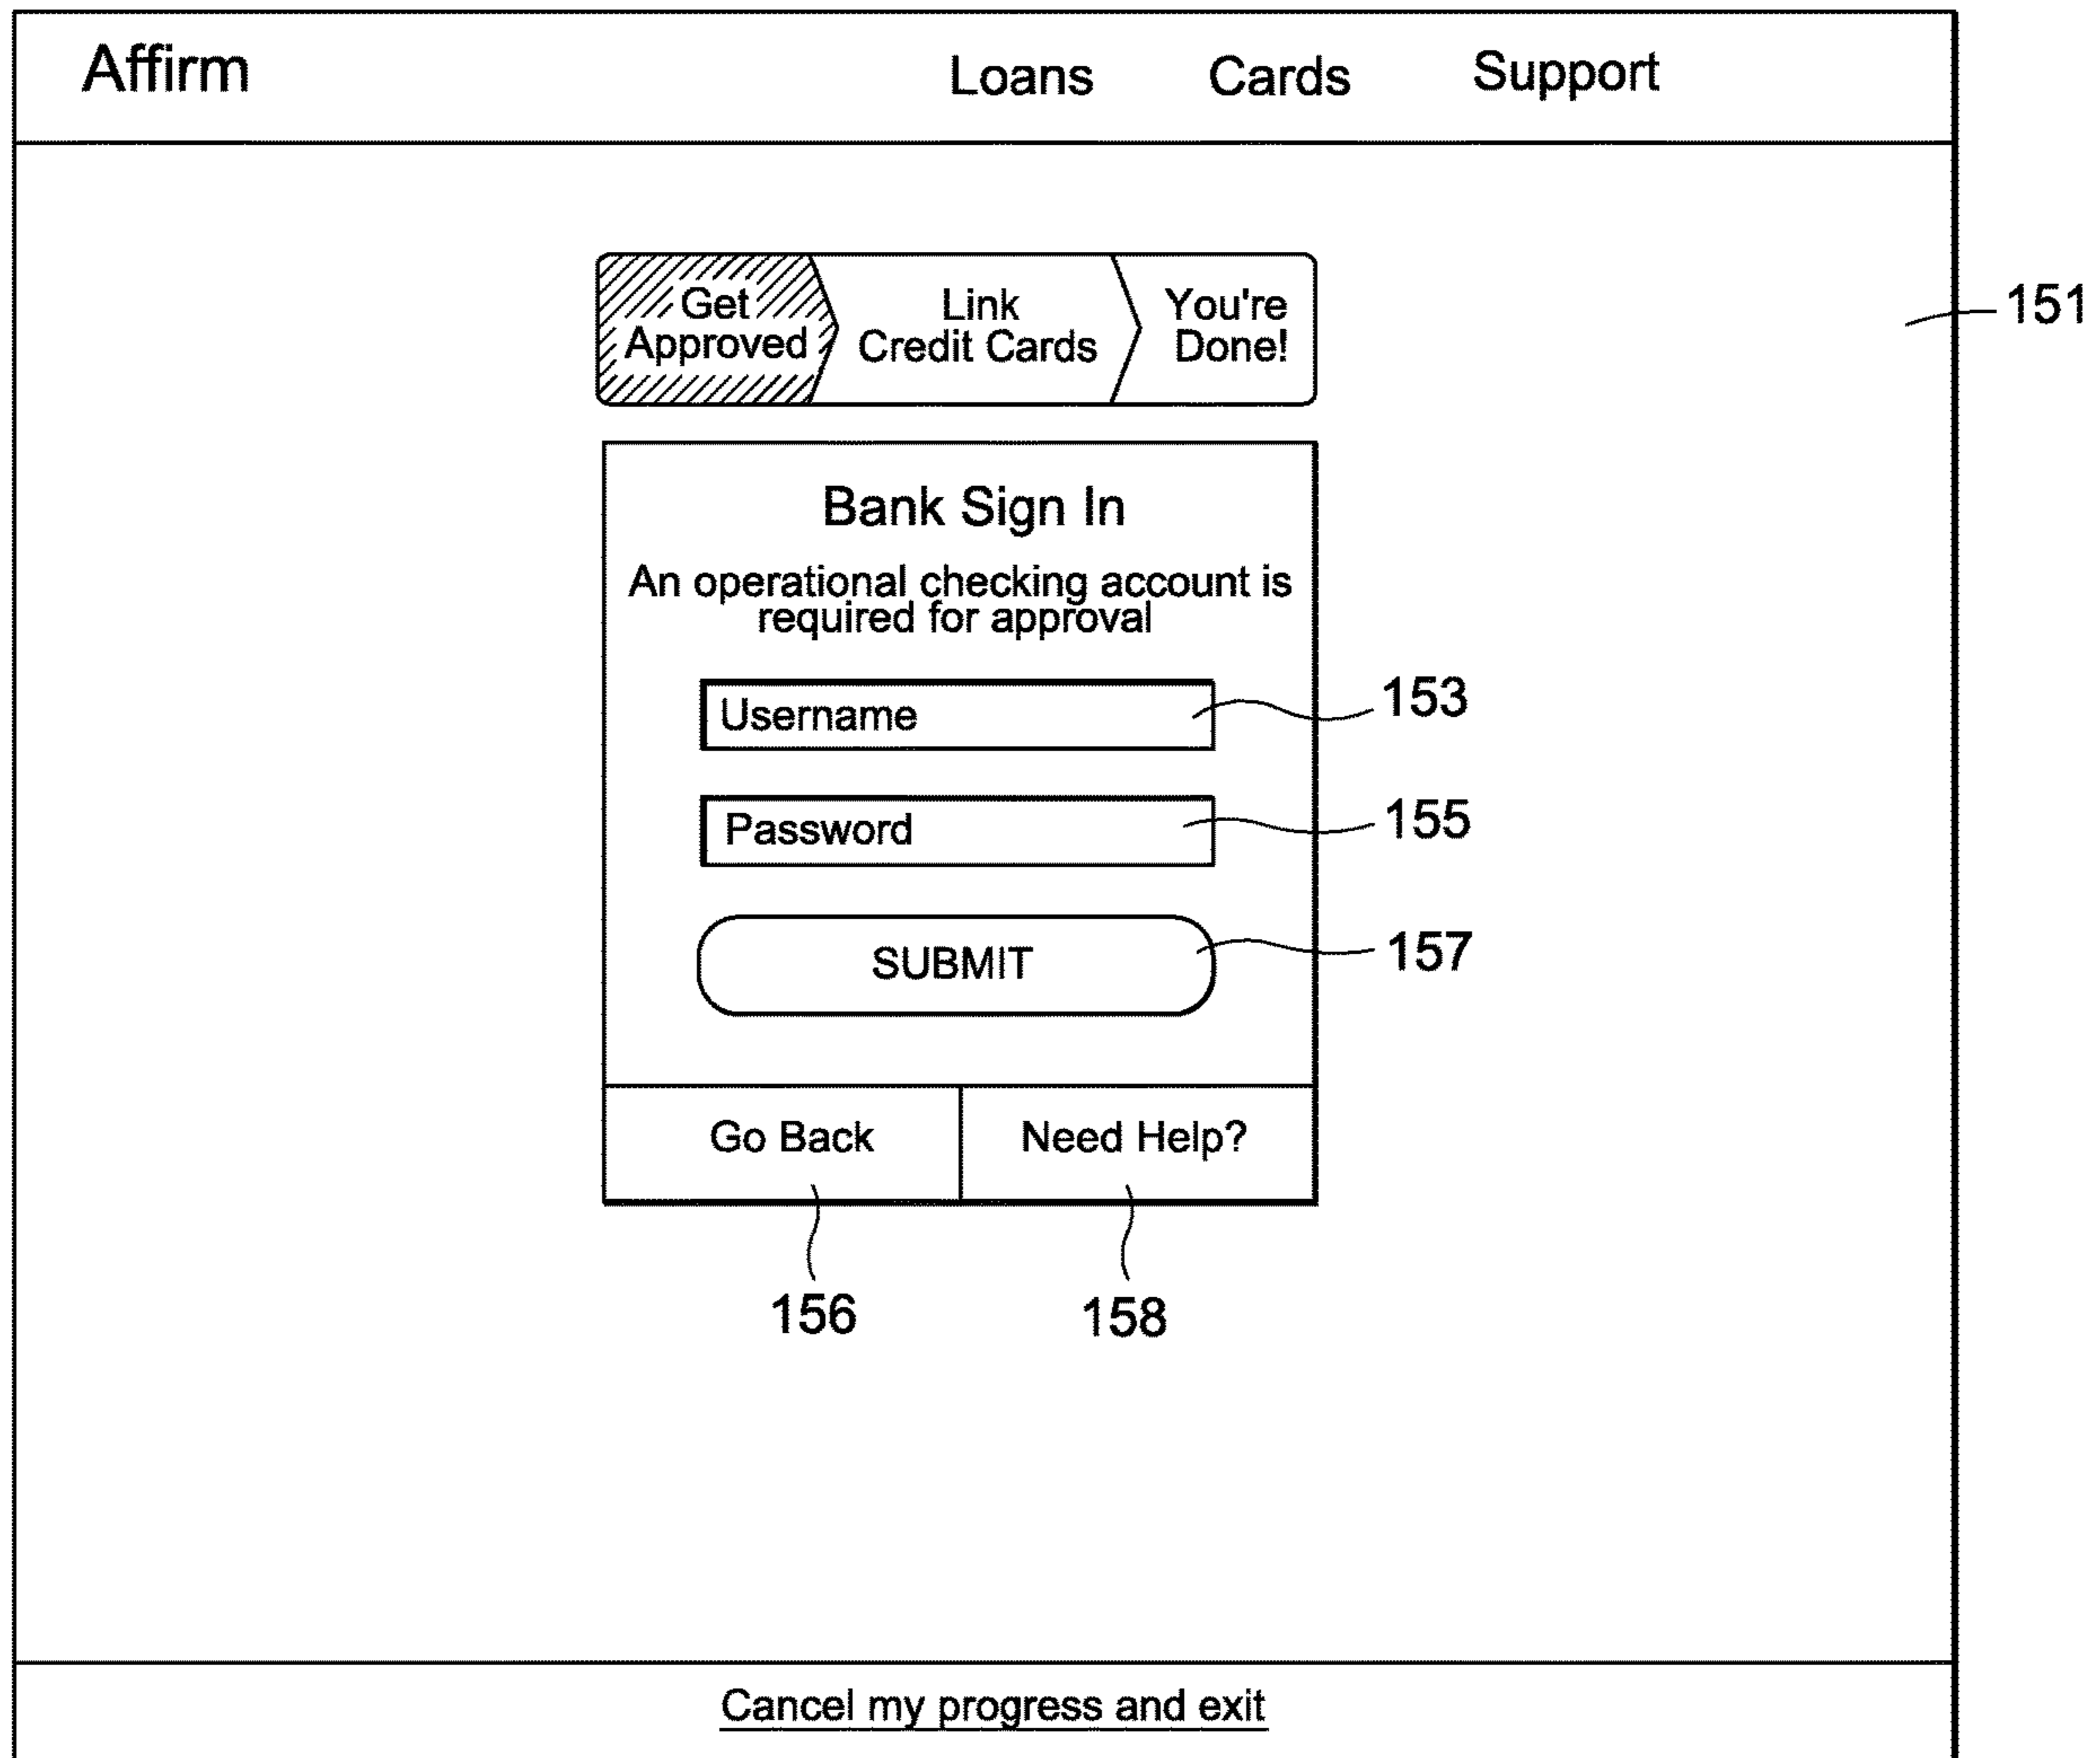 Affirm
Loans
Cards
Support
Get
Approved
Link
Credit Cards
You're
Done!
151
Bank Sign In
An operational checking account is
required for approval
Username
153
Password
155
SUBMIT
157
Go Back
Need Help?
156
158
Cancel my progress and exit